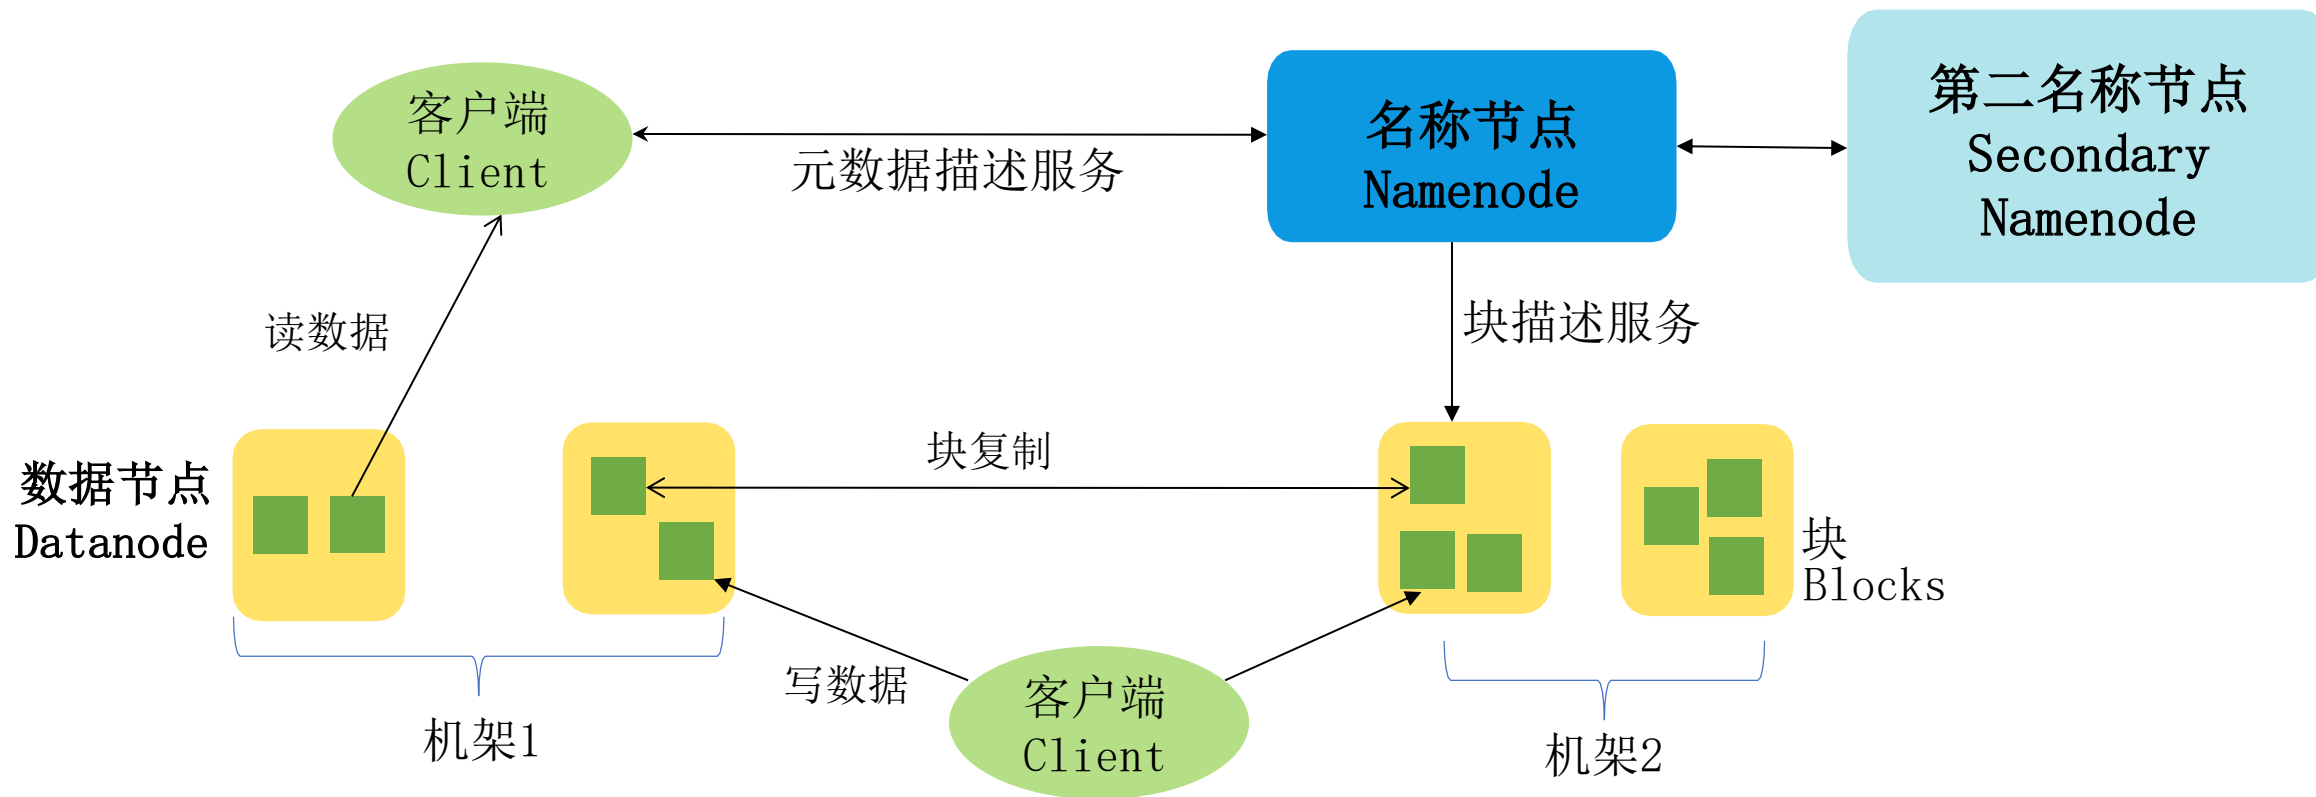 客户端
Client
元数据描述服务
名称节点
Namenode
第二名称节点
Secondary
Namenode
读数据
块描述服务
数据节点
Datanode
块复制
块
Blocks
写数据
客户端
Client
机架1
机架2